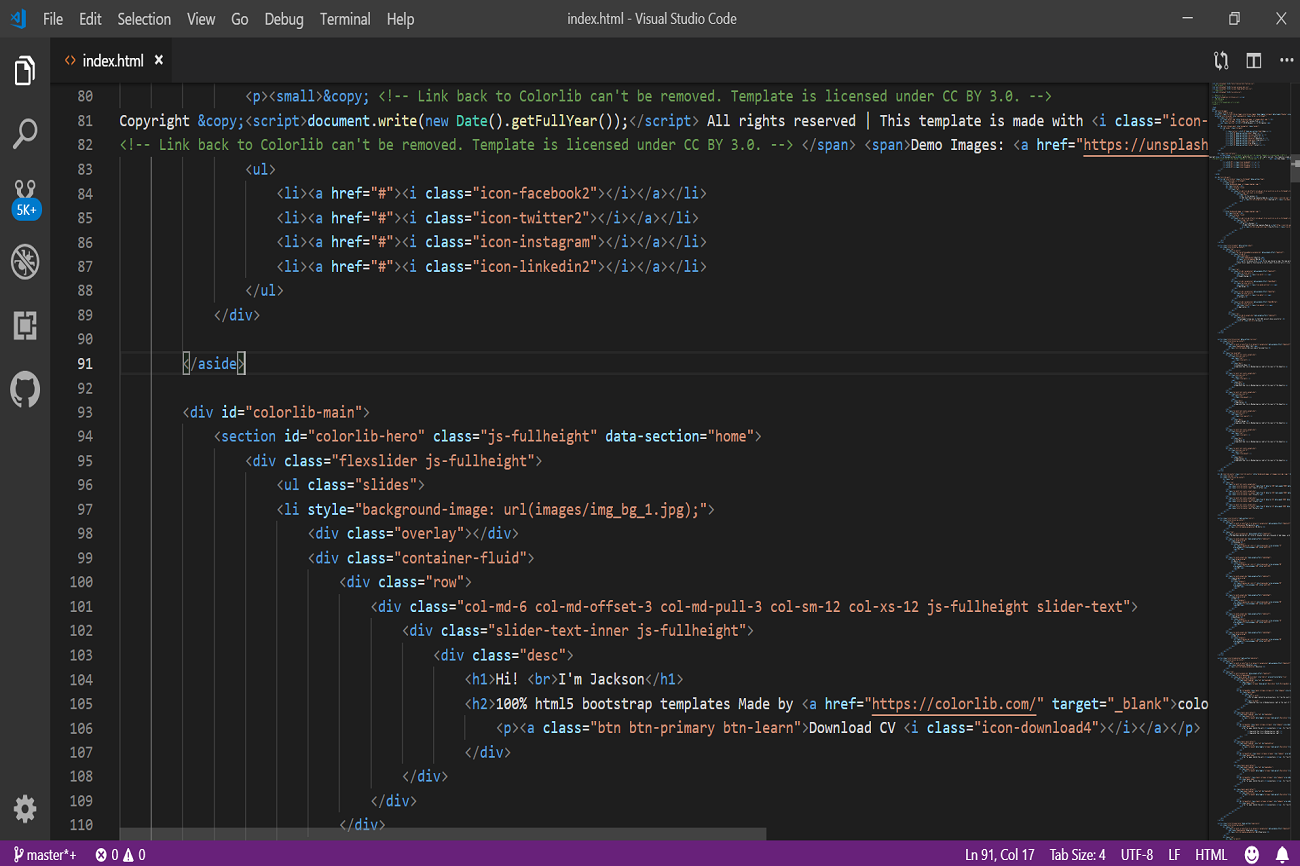 File Edit Selection View Go Debug Terminal Help index.html - Visual Studio Code
index.html
80 <p><small>&copy; <!-- Link back to Colorlib can't be removed. Template is licensed under CC BY 3.0. -->
81 Copyright &copy;<script>document.write(new Date().getFullYear());</script> All rights reserved | This template is made with <i class="icon-
82 <!-- Link back to Colorlib can't be removed. Template is licensed under CC BY 3.0. --> </span> <span>Demo Images: <a href="https://unsplash
83 <ul>
84 <li><a href="#"><i class="icon-facebook2"></i></a></li>
5K+
85 <li><a href="#"><i class="icon-twitter2"></i></a></li>
86 <li><a href="#"><i class="icon-instagram"></i></a></li>
87 <li><a href="#"><i class="icon-linkedin2"></i></a></li>
88 </ul>
89 </div>
90
91 </aside>
92
93 <div id="colorlib-main">
94 <section id="colorlib-hero" class="js-fullheight" data-section="home">
95 <div class="flexslider js-fullheight">
96 <ul class="slides">
97 <li style="background-image: url(images/img_bg_1.jpg);">
98 <div class="overlay"></div>
99 <div class="container-fluid">
100 <div class="row">
101 <div class="col-md-6 col-md-offset-3 col-md-pull-3 col-sm-12 col-xs-12 js-fullheight slider-text">
102 <div class="slider-text-inner js-fullheight">
103 <div class="desc">
104 <h1>Hi! <br>I'm Jackson</h1>
105 <h2>100% html5 bootstrap templates Made by <a href="https://colorlib.com/" target="_blank">colo
106 <p><a class="btn btn-primary btn-learn">Download CV <i class="icon-download4"></i></a></p>
107 </div>
108 </div>
109 </div>
110 </div>
master*+ 0 0 Ln 91, Col 17 Tab Size: 4 UTF-8 LF HTML